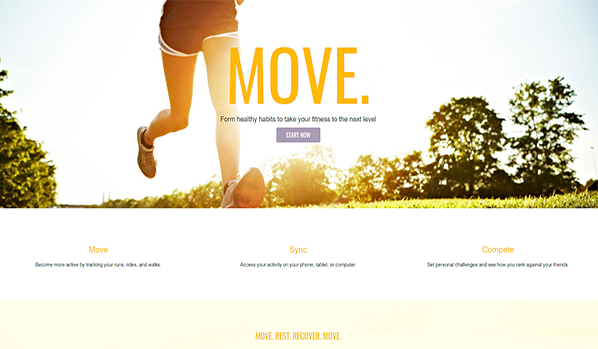 MOVE.
Form healthy habits to take your fitness to the next level
START NOW
Move
Become more active by tracking your runs, rides, and walks.
Sync
Access your activity on your phone, tablet, or computer.
Compete
Set personal challenges and see how you rank against your friends.
MOVE. REST. RECOVER. MOVE.